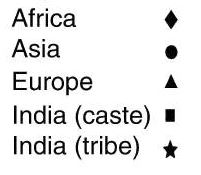 Africa
Asia
Europe
India (caste)
India (tribe)